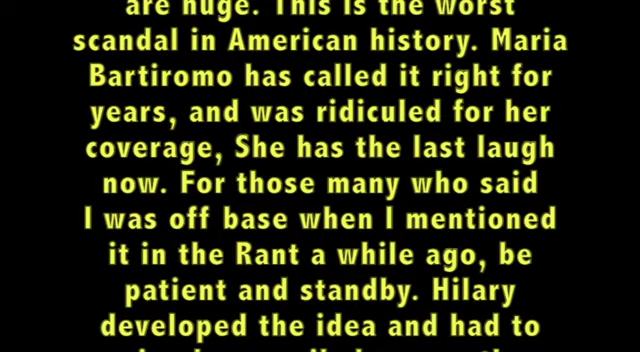 are huge. This is the worst
scandal in American history. Maria
Bartiromo has called it right for
years, and was ridiculed for her
coverage, She has the last laugh
now. For those many who said
I was off base when I mentioned
it in the Rant a while ago, be
patient and standby. Hilary
developed the idea and had to